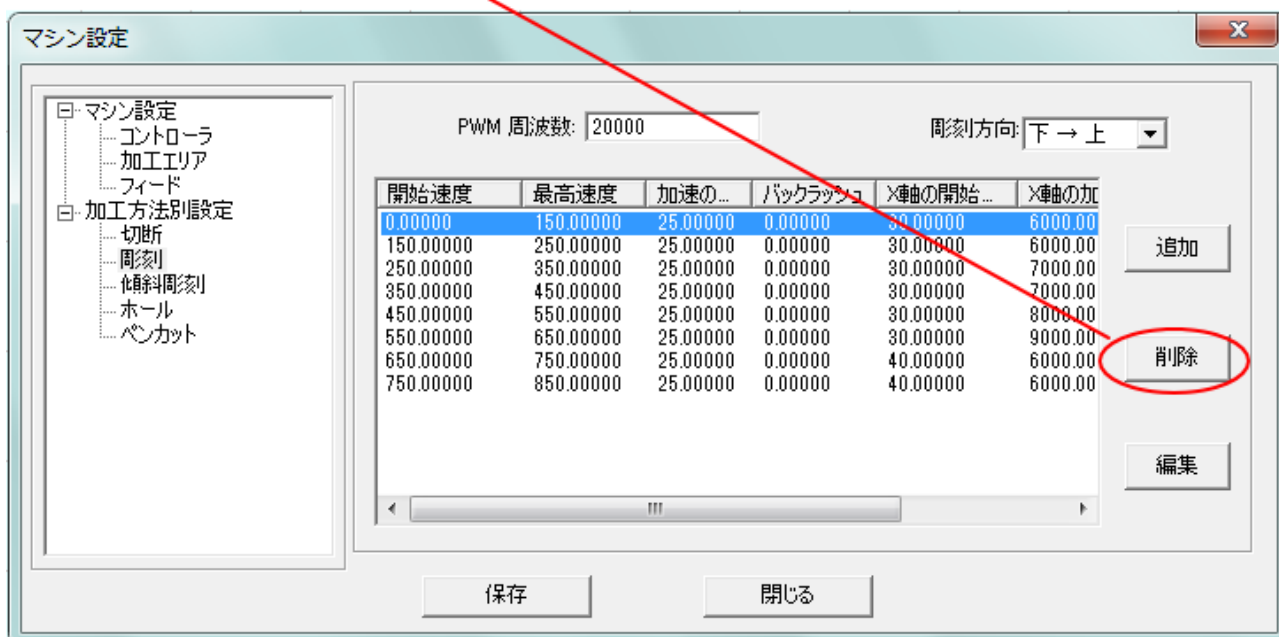 マシン設定
マシン設定
コントローラ
加工エリア
フィード
加工方法別設定
切断
彫刻
傾斜彫刻
ホール
ペンカット
PWM 周波数: 20000
彫刻方向: 下 → 上
開始速度 最高速度 加速の... バックラッシュ X軸の開始... X軸の加
0.00000 150.00000 25.00000 0.00000 30.00000 6000.00
150.00000 250.00000 25.00000 0.00000 30.00000 6000.00
250.00000 350.00000 25.00000 0.00000 30.00000 7000.00
350.00000 450.00000 25.00000 0.00000 30.00000 7000.00
450.00000 550.00000 25.00000 0.00000 30.00000 8000.00
550.00000 650.00000 25.00000 0.00000 30.00000 9000.00
650.00000 750.00000 25.00000 0.00000 40.00000 6000.00
750.00000 850.00000 25.00000 0.00000 40.00000 6000.00
追加
削除
編集
保存 閉じる